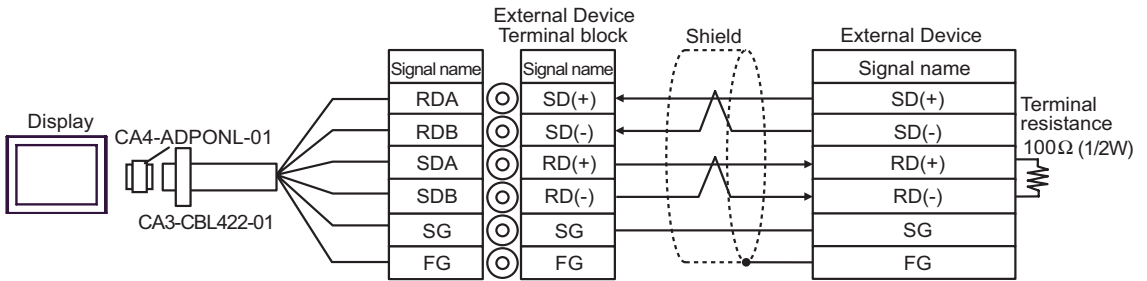 External Device
Terminal block
Shield
External Device
Signal name
Signal name
Signal name
RDA
SD(+)
SD(+)
Terminal
resistance
100Ω (1/2W)
Display
CA4-ADPONL-01
RDB
SD(-)
SD(-)
SDA
RD(+)
RD(+)
SDB
RD(-)
RD(-)
CA3-CBL422-01
SG
SG
SG
FG
FG
FG